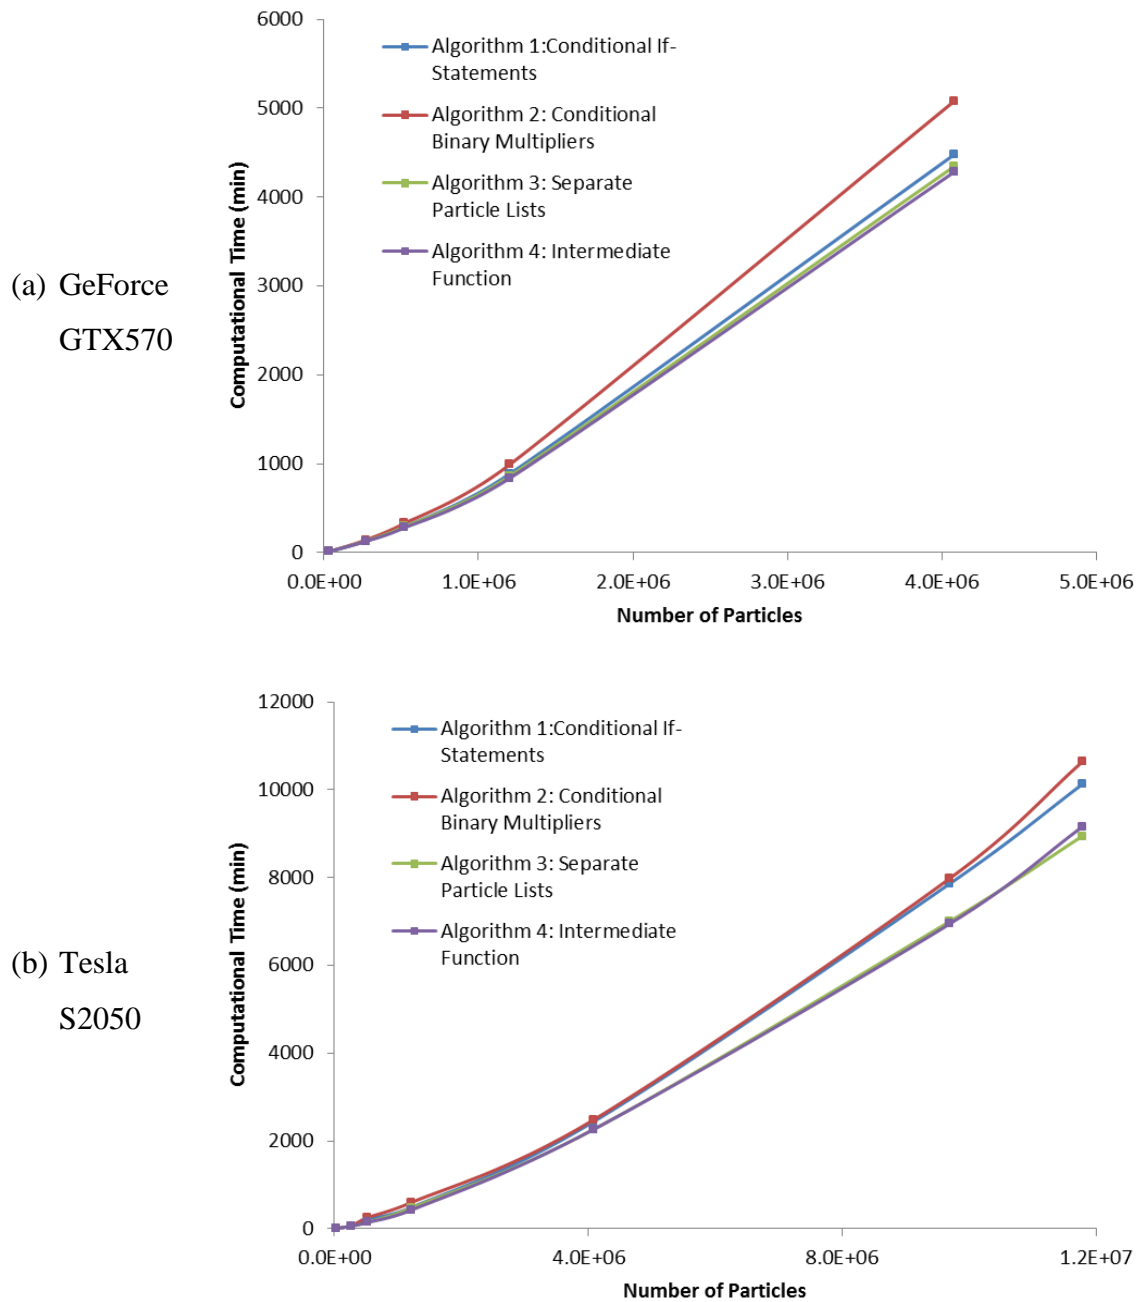 6000
5000
4000
3000
2000
1000
0
Computational Time (min)
Algorithm 1:Conditional If-
Statements
Algorithm 2: Conditional
Binary Multipliers
Algorithm 3: Separate
Particle Lists
Algorithm 4: Intermediate
Function
(a) GeForce
GTX570
0.0E+00 1.0E+06 2.0E+06 3.0E+06 4.0E+06 5.0E+06
Number of Particles
12000
10000
8000
6000
4000
2000
0
Computational Time (min)
Algorithm 1:Conditional If-
Statements
Algorithm 2: Conditional
Binary Multipliers
Algorithm 3: Separate
Particle Lists
Algorithm 4: Intermediate
Function
(b) Tesla
S2050
0.0E+00 4.0E+06 8.0E+06 1.2E+07
Number of Particles